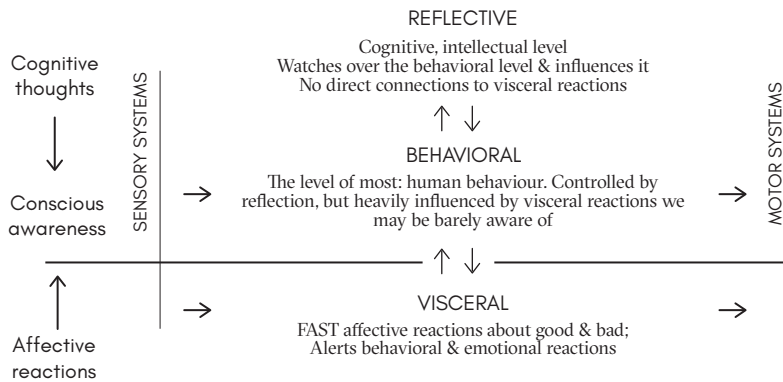 REFLECTIVE
Cognitive, intellectual level
Watches over the behavioral level & influences it
No direct connections to visceral reactions
Cognitive
thoughts
SENSORY SYSTEMS
MOTOR SYSTEMS
BEHAVIORAL
The level of most: human behaviour. Controlled by
reflection, but heavily influenced by visceral reactions we
may be barely aware of
Conscious
awareness
VISCERAL
FAST affective reactions about good & bad;
Alerts behavioral & emotional reactions
Affective
reactions